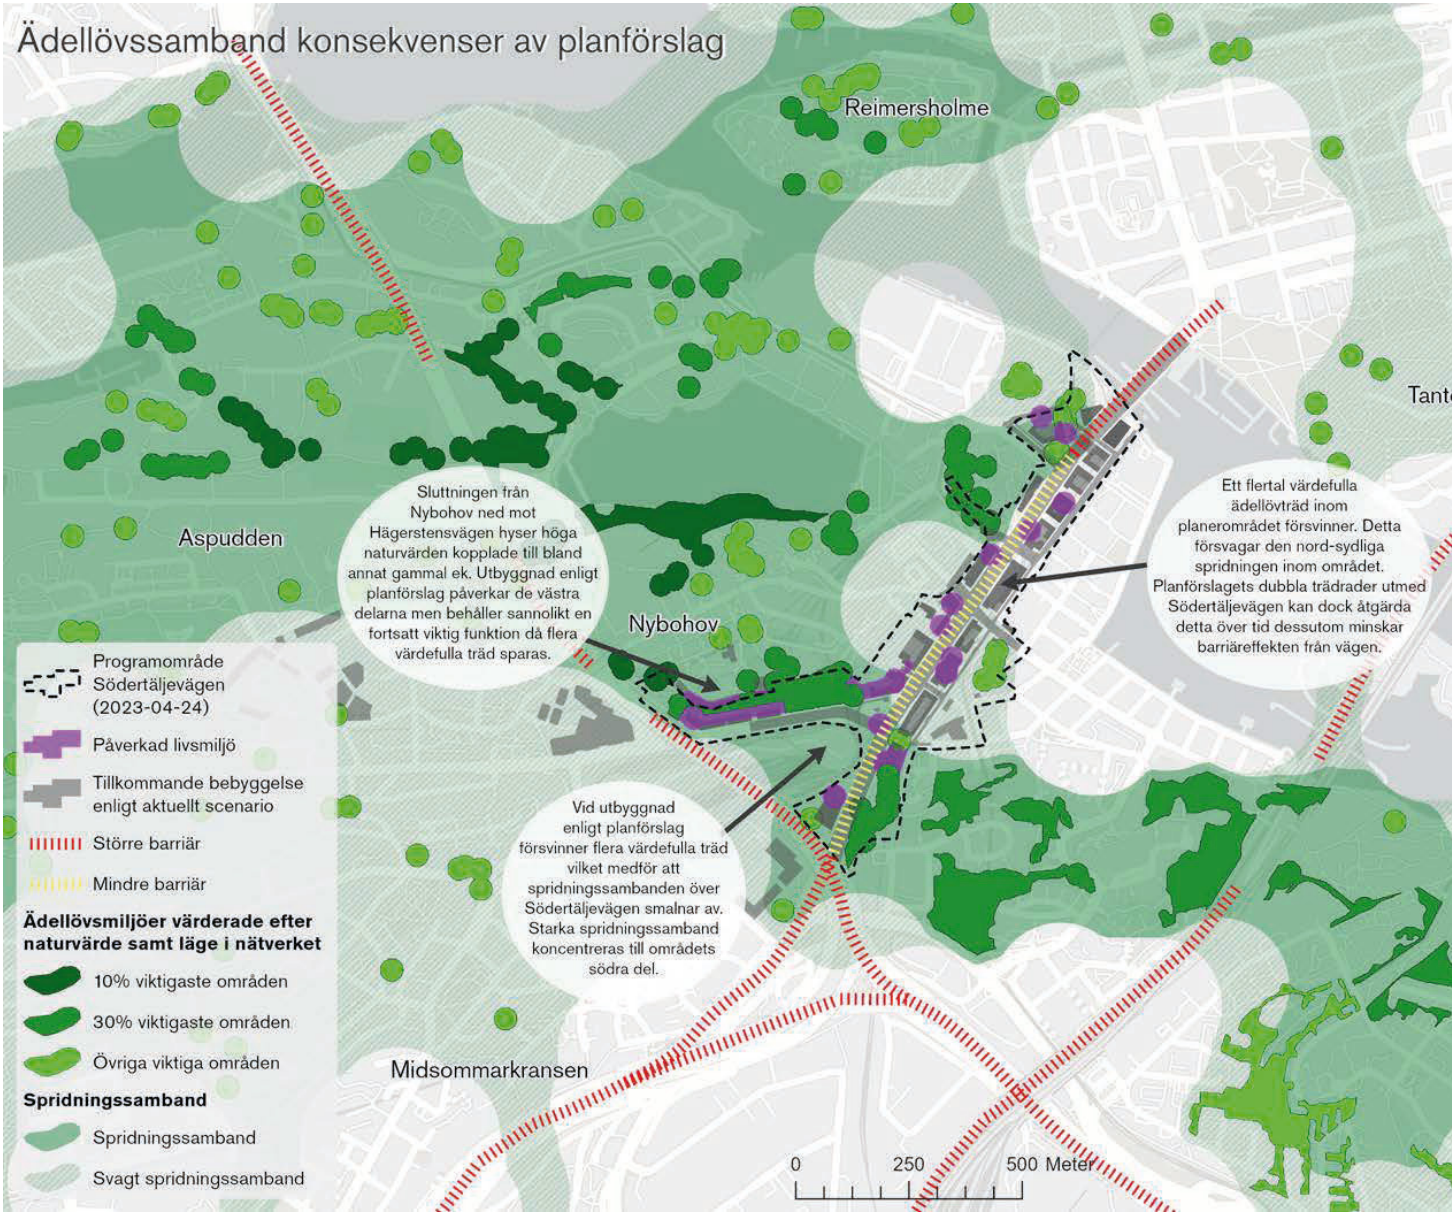 Ädellövssamband konsekvenser av planförslag
Reimersholme
Aspudden
Nybohov
Midsommarkransen
Sluttningen från
Nybohov ned mot
Hägerstensvägen hyser höga
naturvärden kopplade till bland
annat gammal ek. Utbyggnad enligt
planförslag påverkar de västra
delarna men behåller sannolikt en
fortsatt viktig funktion då flera
värdefulla träd sparas.
Ett flertal värdefulla
ädellövträd inom
planerområdet försvinner. Detta
försvagar den nord-sydliga
spridningen inom området.
Planförslagets dubbla trädrader utmed
Södertäljevägen kan dock åtgärda
detta över tid dessutom minskar
barriäreffekten från vägen.
Vid utbyggnad
enligt planförslag
försvinner flera värdefulla träd
vilket medför att
spridningssambanden över
Södertäljevägen smalnar av.
Starka spridningssamband
koncentreras till områdets
södra del.
Programområde
Södertäljevägen
(2023-04-24)
Påverkad livsmiljö
Tillkommande bebyggelse
enligt aktuellt scenario
Större barriär
Mindre barriär
Ädellövsmiljöer värderade efter
naturvärde samt läge i nätverket
10% viktigaste områden
30% viktigaste områden
Övriga viktiga områden
Spridningssamband
Spridningssamband
Svagt spridningssamband
0 250 500 Meter